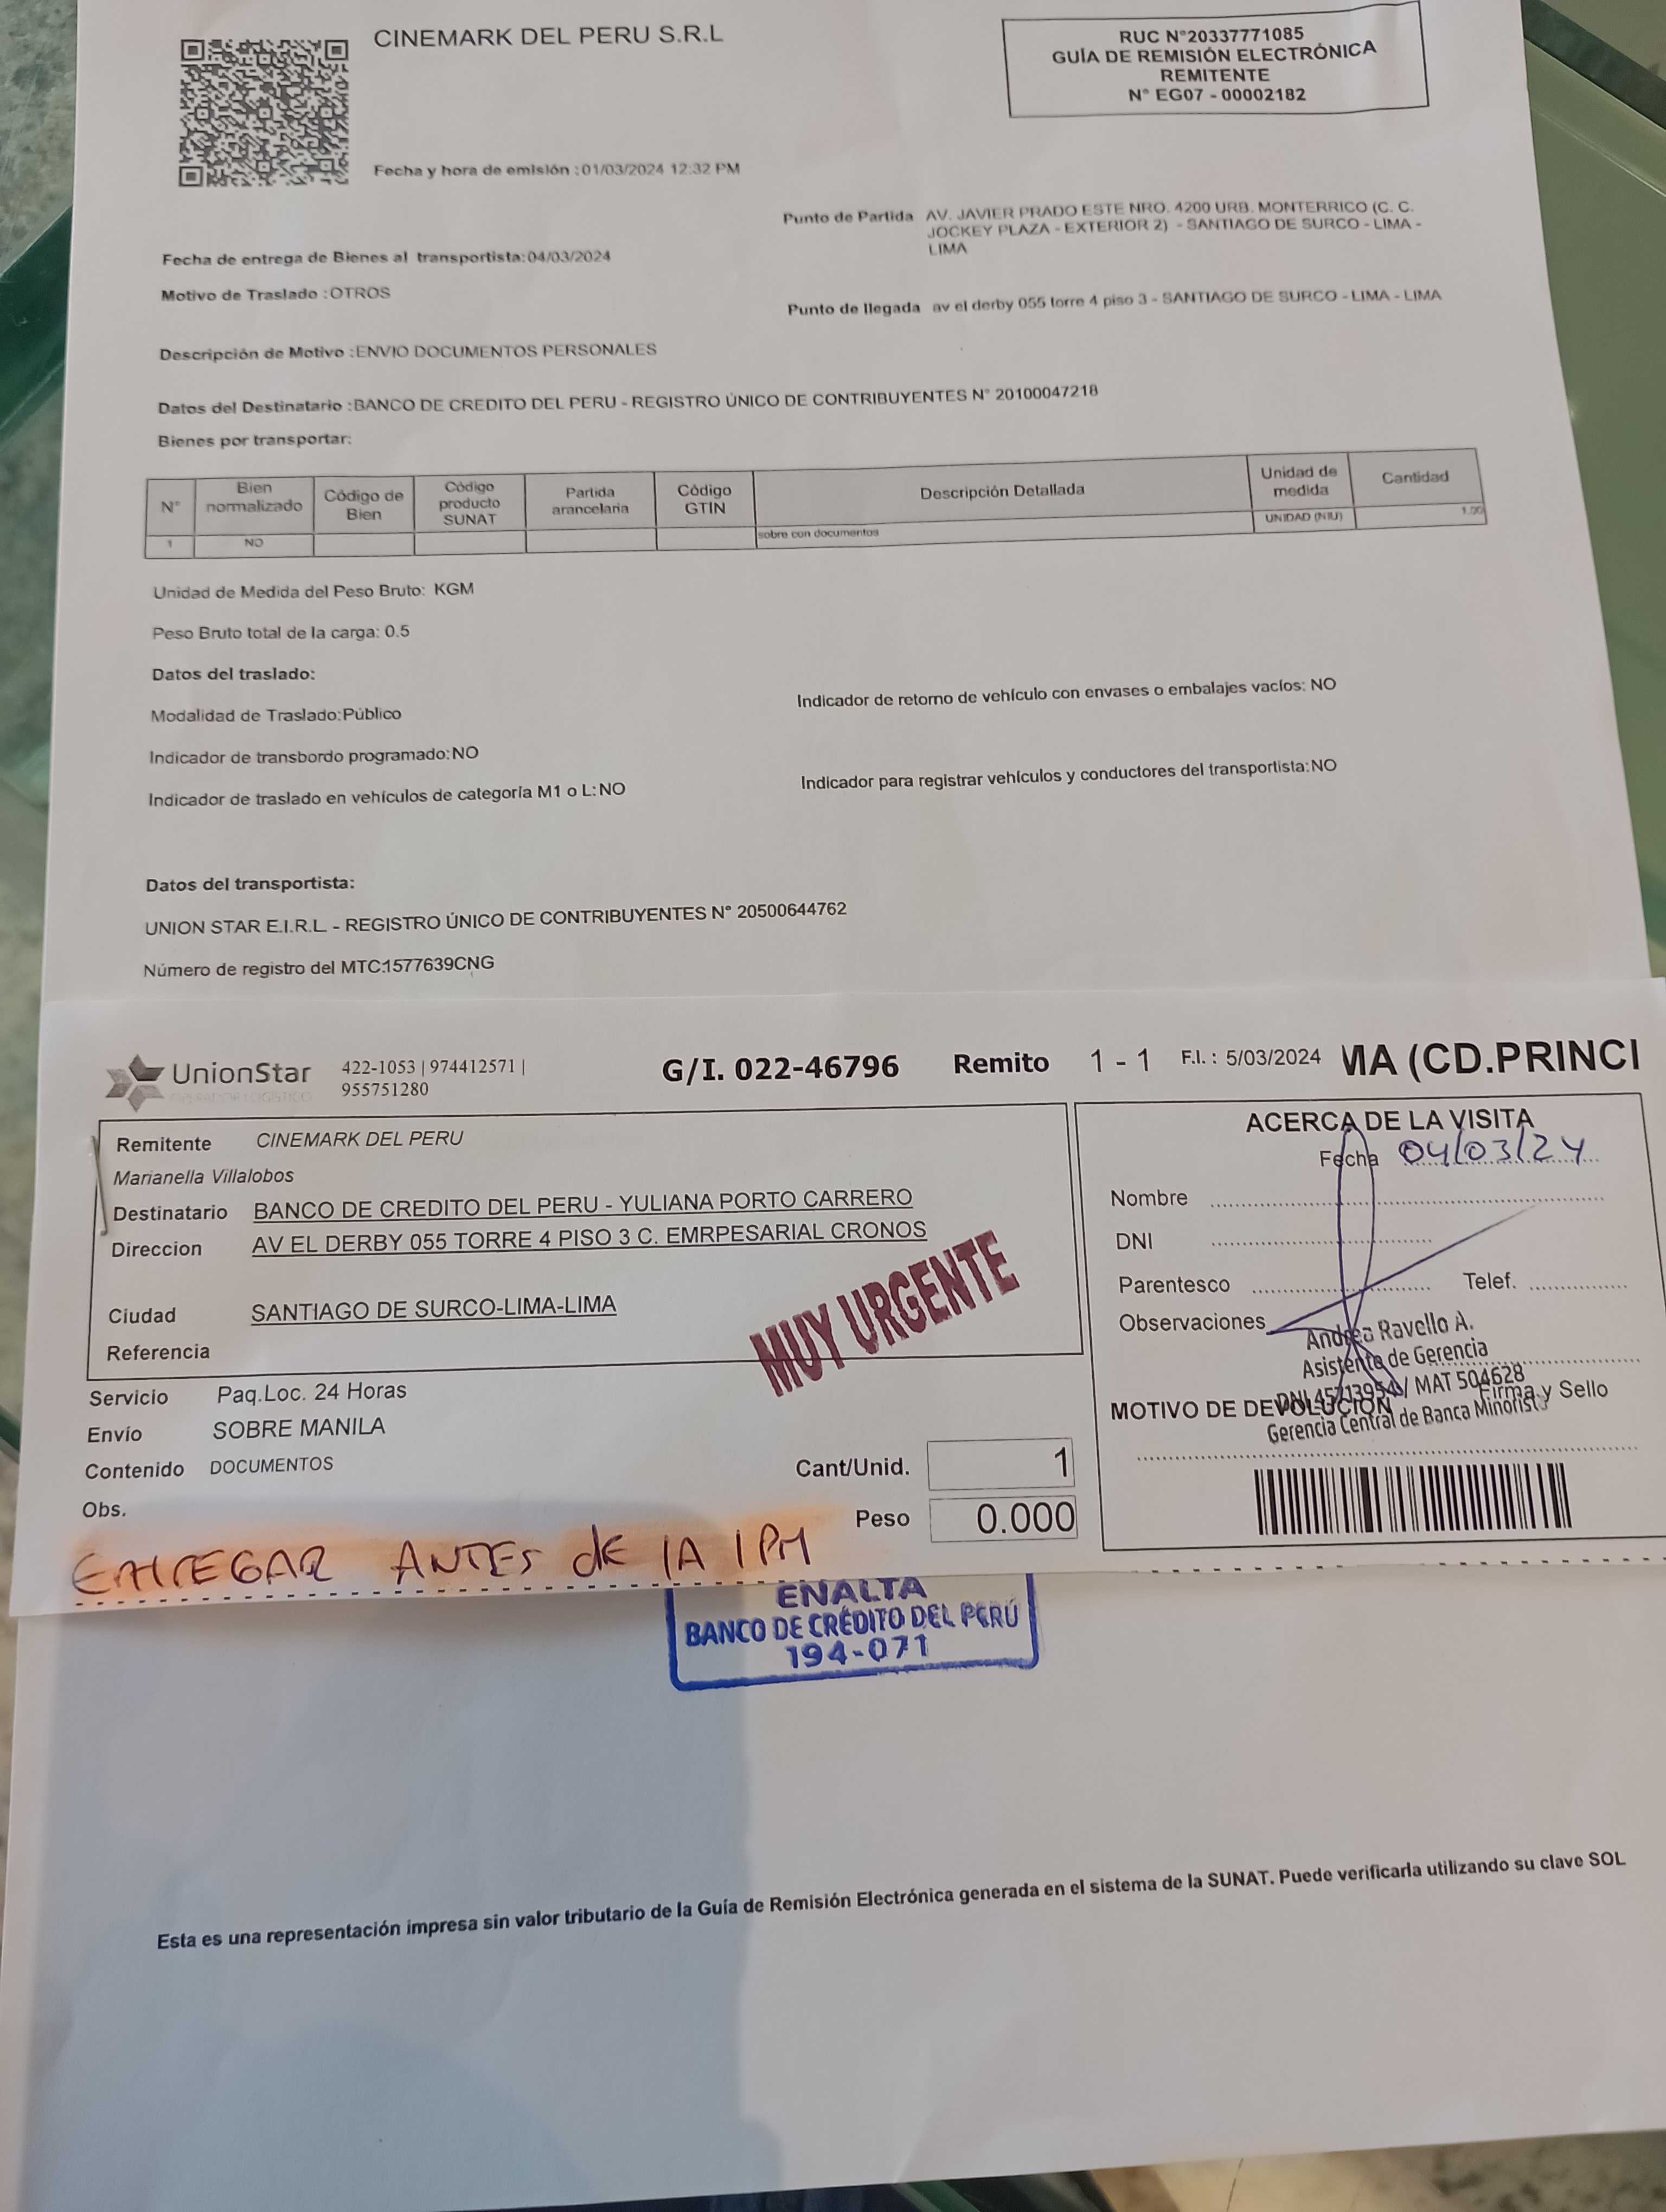 CINEMARK DEL PERU S.R.L
RUC N°20337771085
GUÍA DE REMISIÓN ELECTRÓNICA
REMITENTE
N° EG07 - 00002182
Fecha y hora de emisión : 01/03/2024 12:32 PM
Punto de Partida AV. JAVIER PRADO ESTE NRO. 4200 URB. MONTERRICO (C. C.
JOCKEY PLAZA - EXTERIOR 2) - SANTIAGO DE SURCO - LIMA -
LIMA
Fecha de entrega de Bienes al transportista:04/03/2024
Motivo de Traslado :OTROS
Punto de llegada av el derby 055 torre 4 piso 3 - SANTIAGO DE SURCO - LIMA - LIMA
Descripción de Motivo :ENVIO DOCUMENTOS PERSONALES
Datos del Destinatario :BANCO DE CREDITO DEL PERU - REGISTRO ÚNICO DE CONTRIBUYENTES N° 20100047218
Bienes por transportar:
N° Bien normalizado Código de Bien Código producto SUNAT Partida arancelaria Código GTIN Descripción Detallada Unidad de medida Cantidad
1 NO sobre con documentos UNIDAD (NIU) 1.00
Unidad de Medida del Peso Bruto: KGM
Peso Bruto total de la carga: 0.5
Datos del traslado:
Modalidad de Traslado:Público
Indicador de retorno de vehículo con envases o embalajes vacíos: NO
Indicador de transbordo programado:NO
Indicador de traslado en vehículos de categoría M1 o L:NO
Indicador para registrar vehículos y conductores del transportista:NO
Datos del transportista:
UNION STAR E.I.R.L. - REGISTRO ÚNICO DE CONTRIBUYENTES N° 20500644762
Número de registro del MTC:1577639CNG
UnionStar
422-1053 | 974412571 |
955751280
G/I. 022-46796 Remito 1 - 1 F.I. : 5/03/2024 MA (CD.PRINCI
Remitente CINEMARK DEL PERU
Marianella Villalobos
Destinatario BANCO DE CREDITO DEL PERU - YULIANA PORTO CARRERO
Direccion AV EL DERBY 055 TORRE 4 PISO 3 C. EMRPESARIAL CRONOS
Ciudad SANTIAGO DE SURCO-LIMA-LIMA
Referencia
MUY URGENTE
Servicio Paq.Loc. 24 Horas
Envío SOBRE MANILA
Contenido DOCUMENTOS
Obs.
Cant/Unid. 1
Peso 0.000
ENTREGAR ANTES de LA 1 PM
ACERCA DE LA VISITA
Fecha 04/03/24
Nombre
DNI
Parentesco Telef.
Observaciones
Andrea Ravello A.
Asistente de Gerencia
DNI / MAT 504628
Gerencia Central de Banca Minorista
MOTIVO DE DEVOLUCION
Firma y Sello
ENALTA
BANCO DE CRÉDITO DEL PERÚ
194-071
Esta es una representación impresa sin valor tributario de la Guía de Remisión Electrónica generada en el sistema de la SUNAT. Puede verificarla utilizando su clave SOL